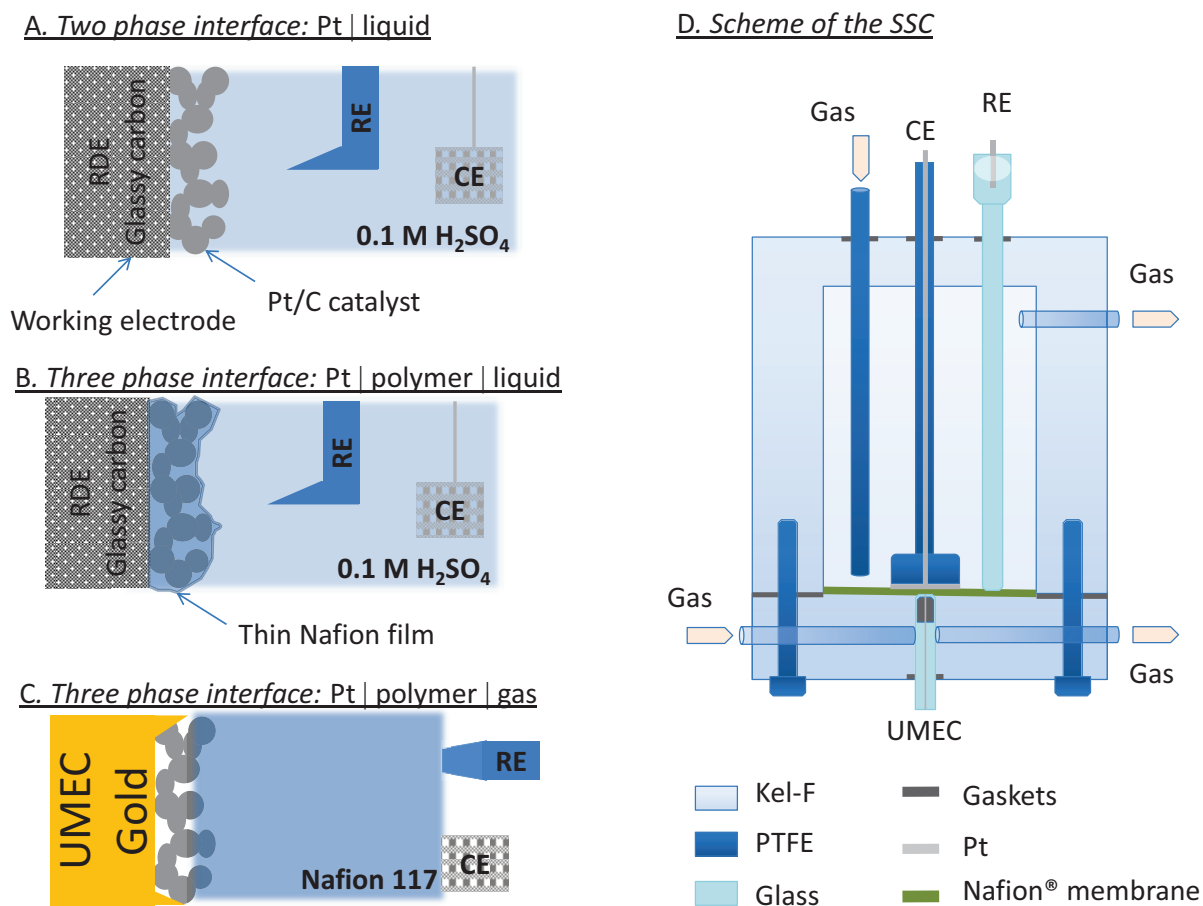 A. Two phase interface: Pt | liquid
RDE
Glassy carbon
RE
CE
0.1 M H₂SO₄
Pt/C catalyst
Working electrode
B. Three phase interface: Pt | polymer | liquid
RDE
Glassy carbon
RE
CE
0.1 M H₂SO₄
Thin Nafion film
C. Three phase interface: Pt | polymer | gas
UMEC
Gold
RE
CE
Nafion 117
D. Scheme of the SSC
Gas
CE
RE
Gas
Gas
Gas
UMEC
Kel-F
Gaskets
PTFE
Pt
Glass
Nafion® membrane